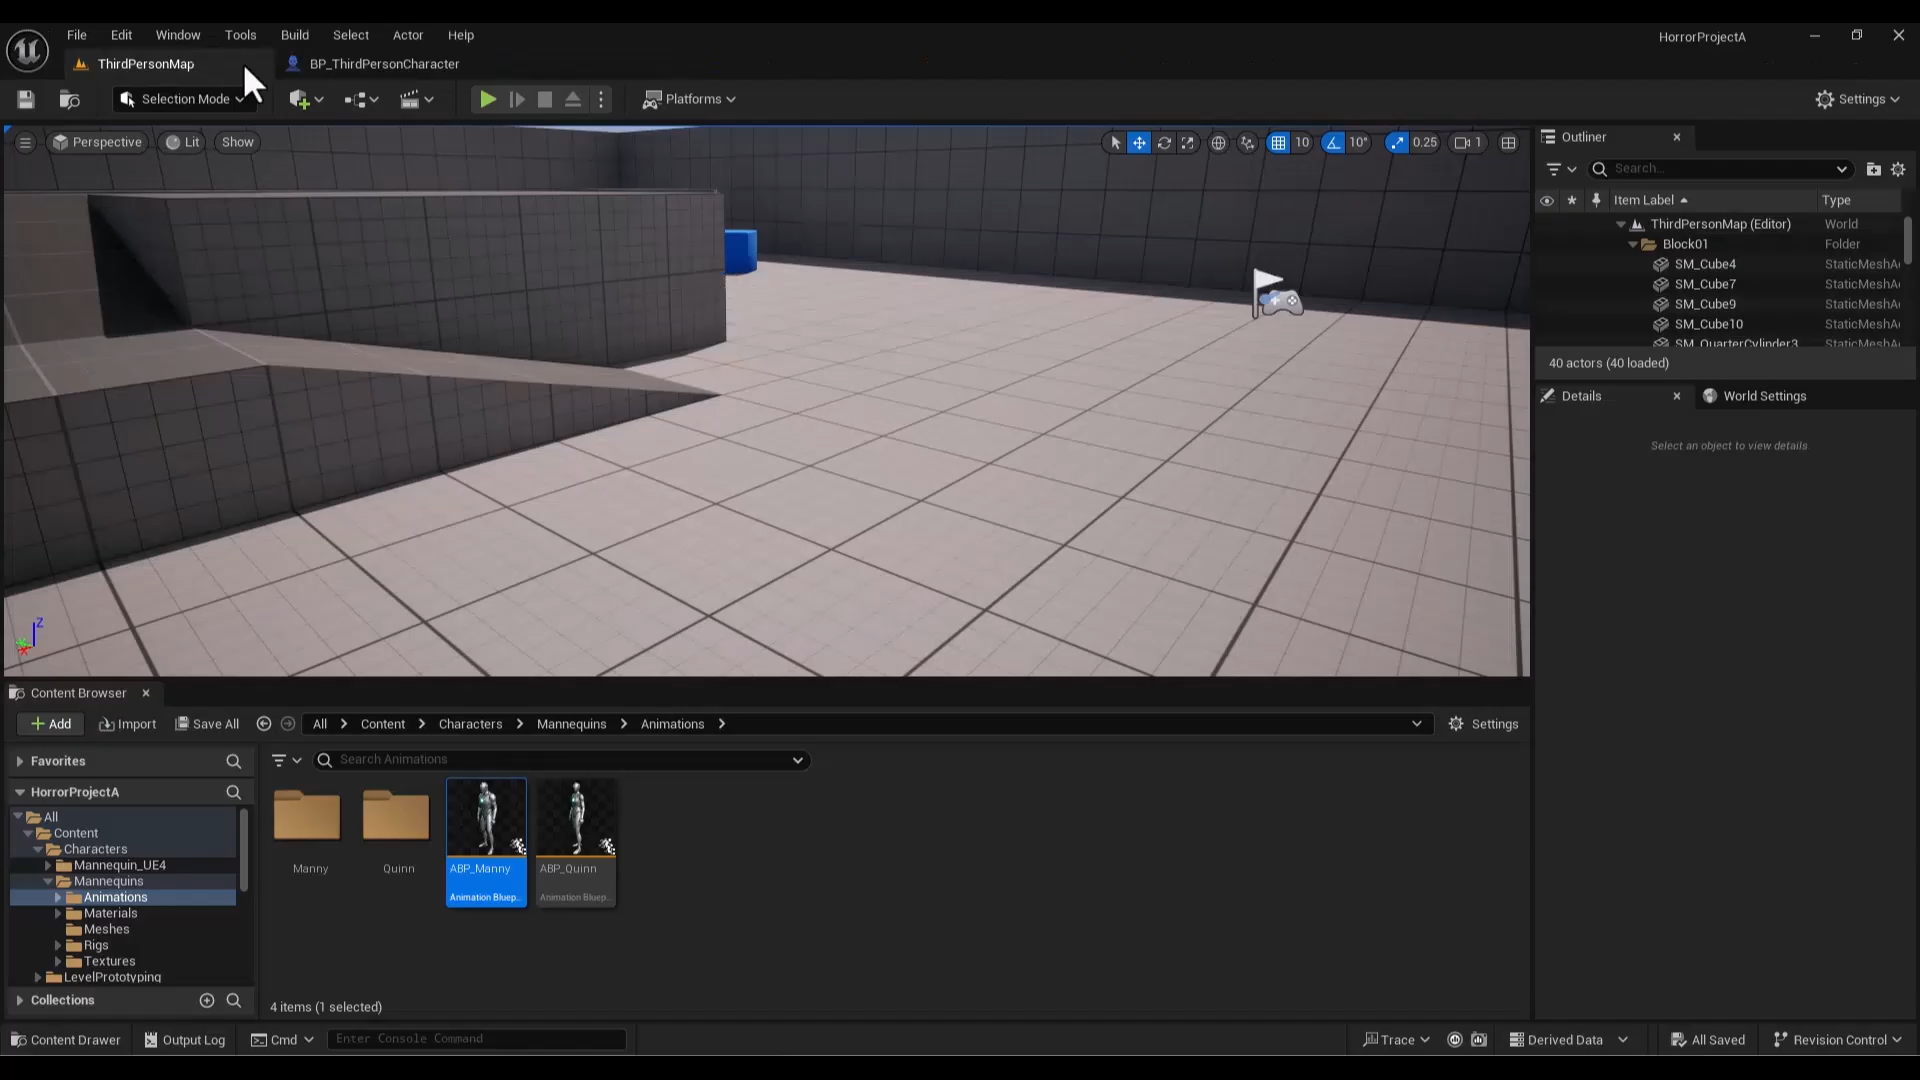 File Edit Window Tools Build Select Actor Help
HorrorProjectA
ThirdPersonMap
BP_ThirdPersonCharacter
Selection Mode
Platforms
Settings
Perspective
Lit
Show
10
10°
0.25
1
Outliner
Search...
Item Label
Type
ThirdPersonMap (Editor) World
Block01 Folder
SM_Cube4 StaticMeshA
SM_Cube7 StaticMeshA
SM_Cube9 StaticMeshA
SM_Cube10 StaticMeshA
SM_QuarterCylinder3 StaticMeshA
40 actors (40 loaded)
Details
World Settings
Select an object to view details
Z
Content Browser
Add
Import
Save All
All Content Characters Mannequins Animations
Settings
Favorites
Search Animations
HorrorProjectA
All
Content
Characters
Mannequin_UE4
Mannequins
Animations
Materials
Meshes
Rigs
Textures
LevelPrototyping
Collections
Manny
Quinn
ABP_Manny
Animation Bluep..
ABP_Quinn
Animation Bluep..
4 items (1 selected)
Content Drawer
Output Log
Cmd
Enter Console Command
Trace
Derived Data
All Saved
Revision Control